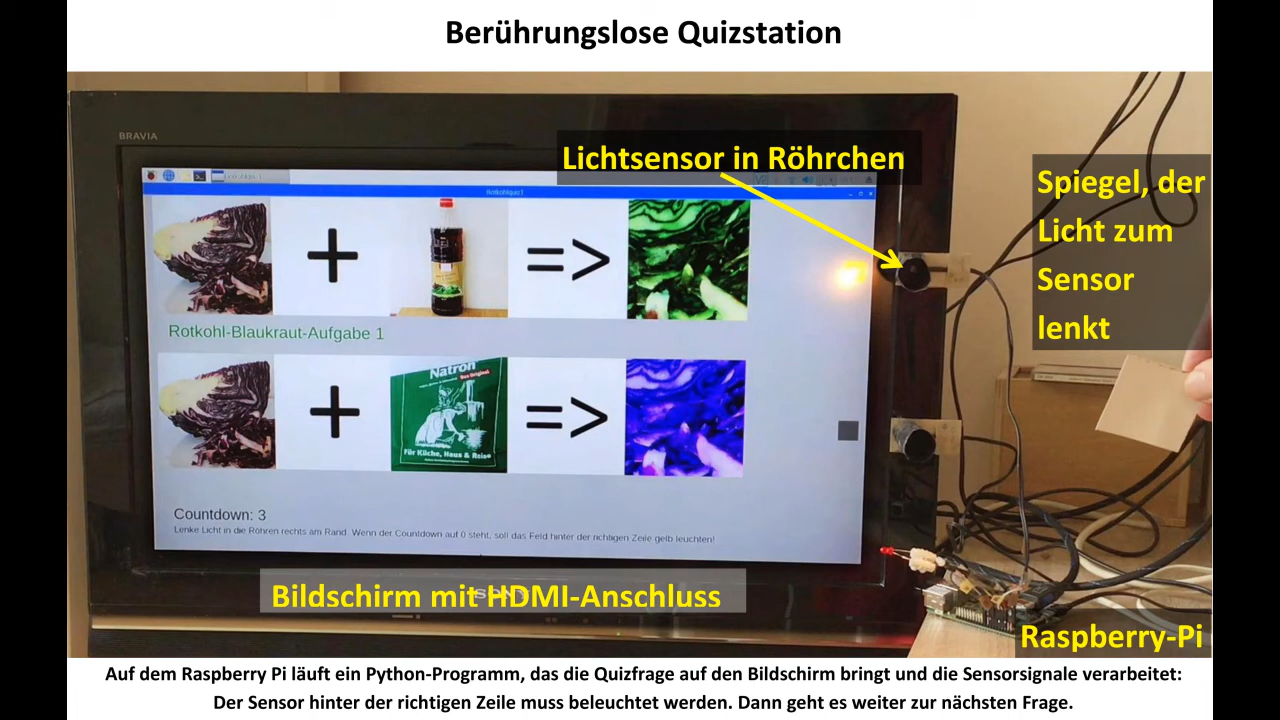 Berührungslose Quizstation
BRAVIA
Lichtsensor in Röhrchen
Spiegel, der
Licht zum
Sensor
lenkt
Rotkohlquiz1
+
=>
Rotkohl-Blaukraut-Aufgabe 1
+
Natron
Das Original
Für Küche, Haus & Reise
=>
Countdown: 3
Lenke Licht in die Röhren rechts am Rand. Wenn der Countdown auf 0 steht, soll das Feld hinter der richtigen Zeile gelb leuchten!
Bildschirm mit HDMI-Anschluss
SONY
Raspberry-Pi
Auf dem Raspberry Pi läuft ein Python-Programm, das die Quizfrage auf den Bildschirm bringt und die Sensorsignale verarbeitet:
Der Sensor hinter der richtigen Zeile muss beleuchtet werden. Dann geht es weiter zur nächsten Frage.